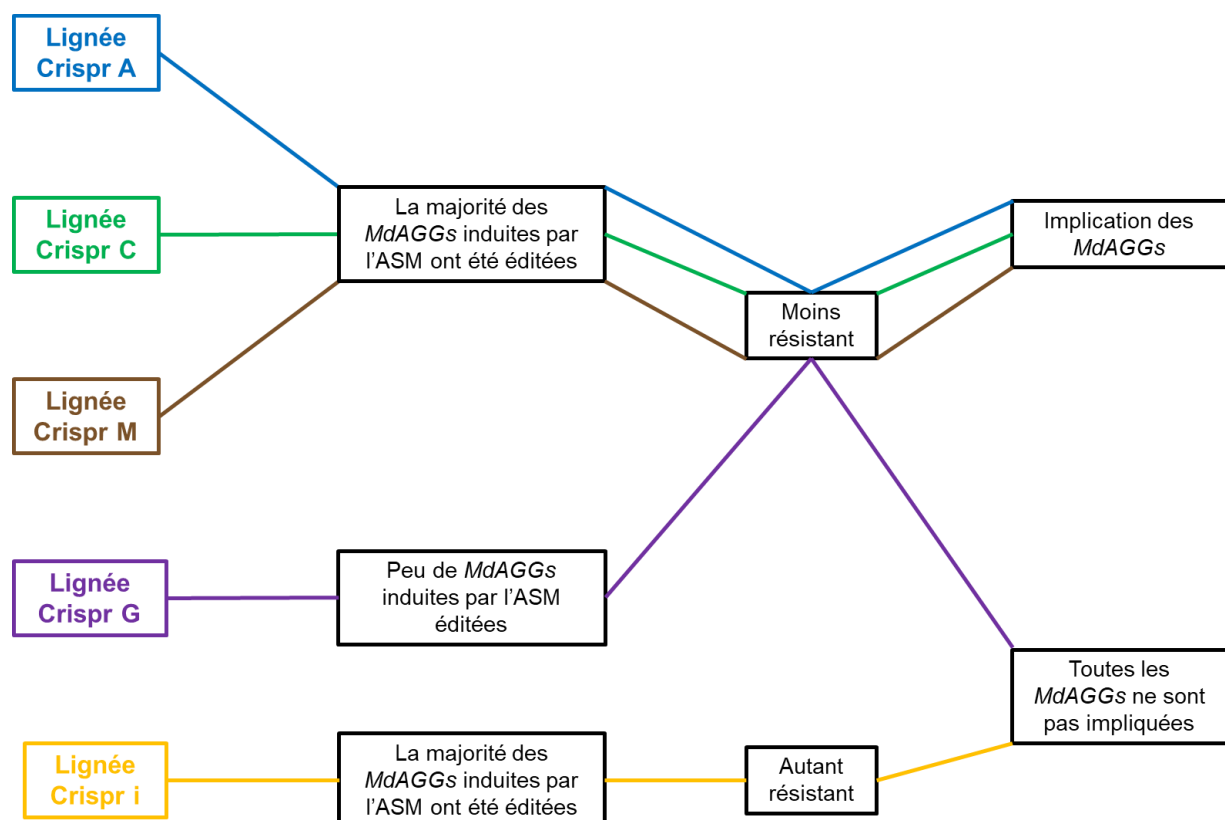 Lignée
Crispr A
Lignée
Crispr C
Lignée
Crispr M
La majorité des
MdAGGs induites par
l’ASM ont été éditées
Moins
résistant
Implication des
MdAGGs
Lignée
Crispr G
Peu de MdAGGs
induites par l’ASM
éditées
Toutes les
MdAGGs ne sont
pas impliquées
Lignée
Crispr i
La majorité des
MdAGGs induites par
l’ASM ont été éditées
Autant
résistant